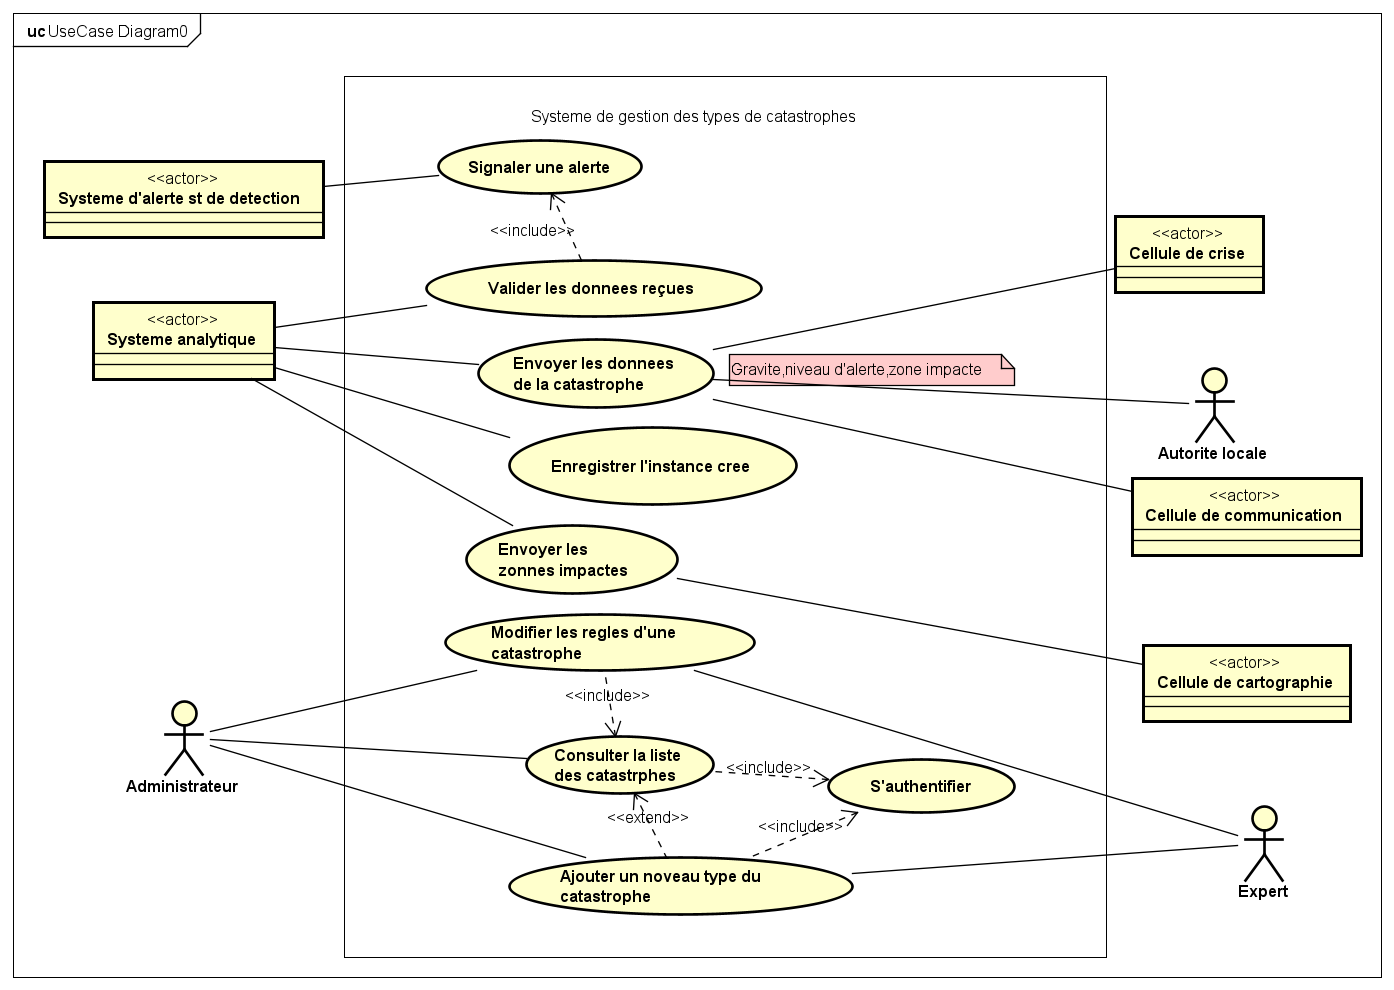 uc UseCase Diagram0
Systeme de gestion des types de catastrophes
<<actor>>
Systeme d'alerte st de detection
Signaler une alerte
<<include>>
<<actor>>
Cellule de crise
Valider les donnees reçues
<<actor>>
Systeme analytique
Envoyer les donnees
de la catastrophe
Gravite,niveau d'alerte,zone impacte
Autorite locale
Enregistrer l'instance cree
<<actor>>
Cellule de communication
Envoyer les
zonnes impactes
Modifier les regles d'une
catastrophe
<<actor>>
Cellule de cartographie
<<include>>
Administrateur
Consulter la liste
des catastrphes
<<include>>
S'authentifier
<<extend>>
<<include>>
Ajouter un noveau type du
catastrophe
Expert